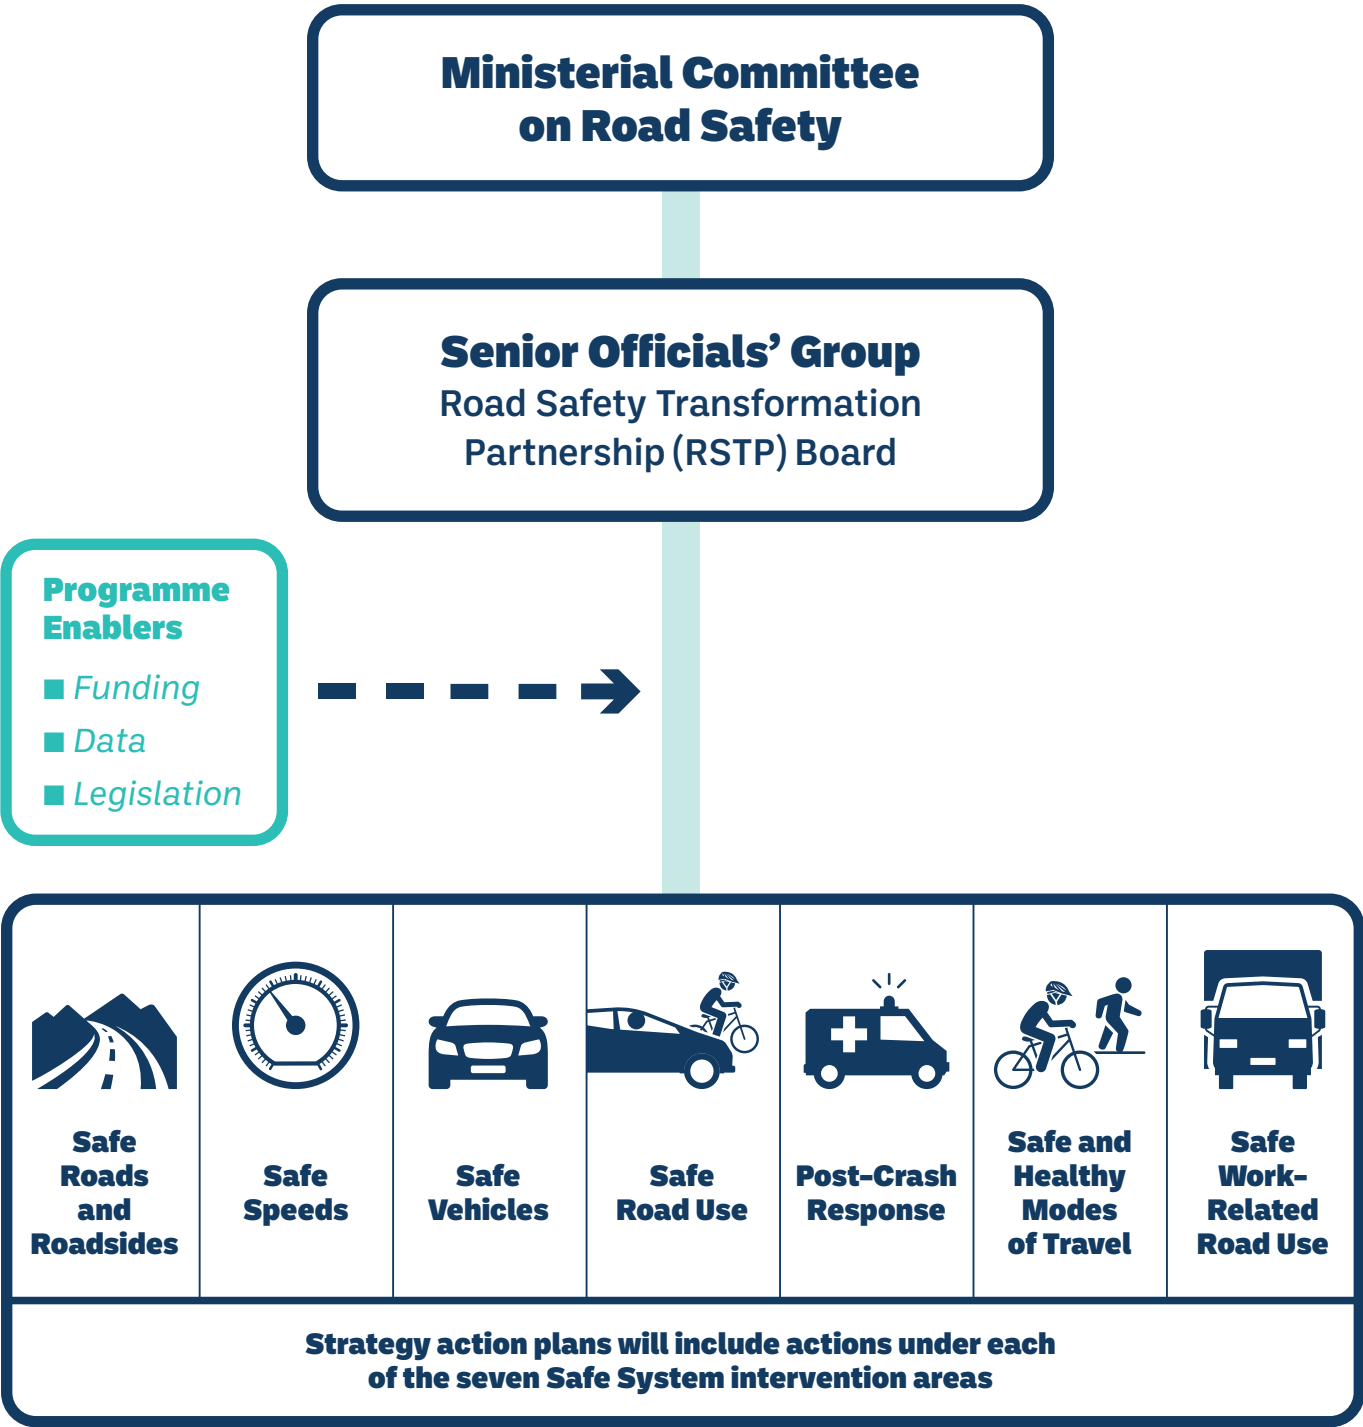 Ministerial Committee
on Road Safety
Senior Officials’ Group
Road Safety Transformation
Partnership (RSTP) Board
Programme
Enablers
Funding
Data
Legislation
Safe
Roads
and
Roadsides
Safe
Speeds
Safe
Vehicles
Safe
Road Use
Post-Crash
Response
Safe and
Healthy
Modes
of Travel
Safe
Work-
Related
Road Use
Strategy action plans will include actions under each
of the seven Safe System intervention areas